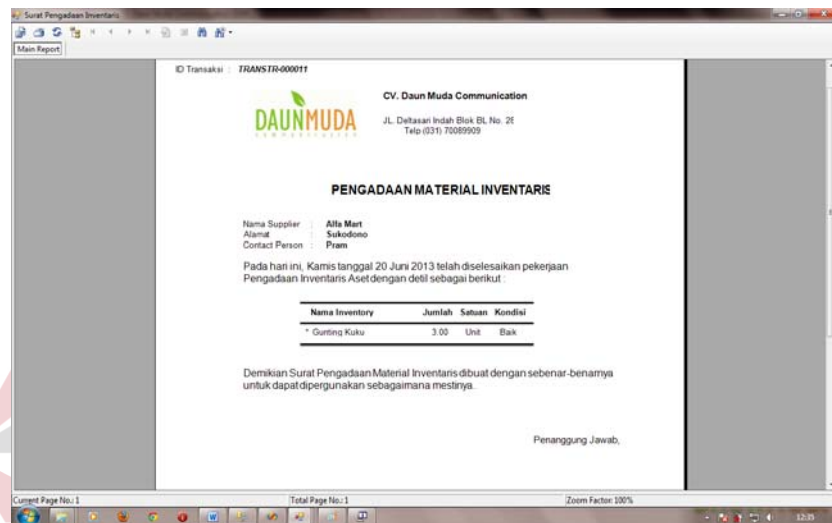 Surat Pengadaan Inventaris
Main Report
ID Transaksi : TRANSTR-000011
DAUNMUDA
COMMUNICATION
CV. Daun Muda Communication
JL. Deltasari Indah Blok BL No. 28
Telp (031) 70089909
PENGADAAN MATERIAL INVENTARIS
Nama Supplier : Alfa Mart
Alamat : Sukodono
Contact Person : Pram
Pada hari ini, Kamis tanggal 20 Juni 2013 telah diselesaikan pekerjaan
Pengadaan Inventaris Aset dengan detil sebagai berikut :
Nama Inventory Jumlah Satuan Kondisi
* Gunting Kuku 3.00 Unit Baik
Demikian Surat Pengadaan Material Inventaris dibuat dengan sebenar-benarnya
untuk dapat dipergunakan sebagaimana mestinya.
Penanggung Jawab,
Current Page No.: 1 Total Page No.: 1 Zoom Factor: 100%
12:35